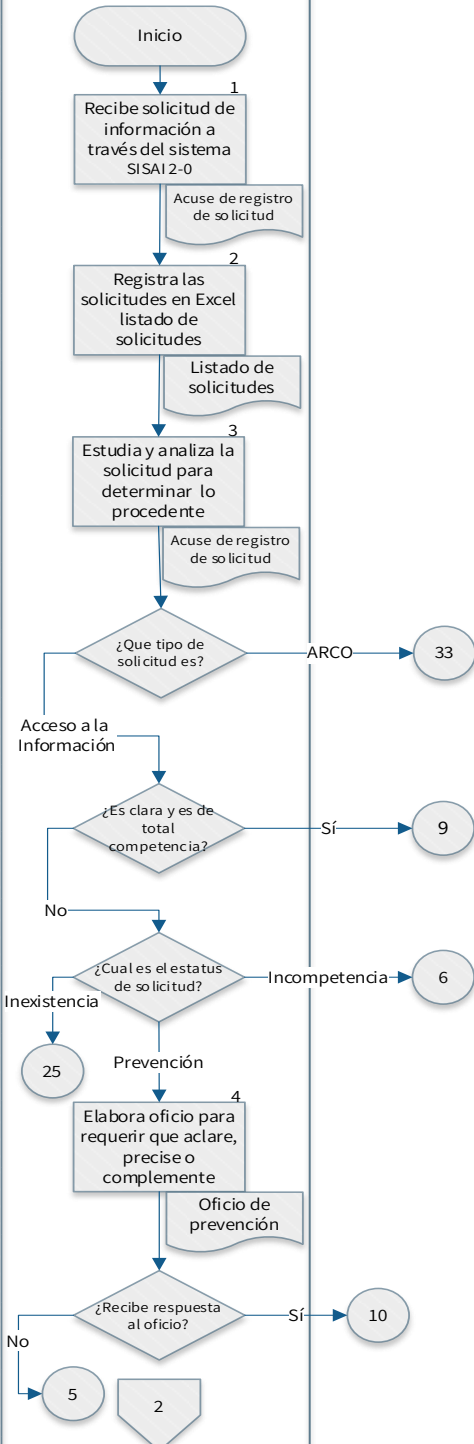 Inicio
1
Recibe solicitud de
información a
través del sistema
SISAI 2-0
Acuse de registro
de solicitud
2
Registra las
solicitudes en Excel
listado de
solicitudes
Listado de
solicitudes
3
Estudia y analiza la
solicitud para
determinar lo
procedente
Acuse de registro
de solicitud
¿Que tipo de
solicitud es?
ARCO
33
Acceso a la
Información
¿Es clara y es de
total
competencia?
Sí
9
No
¿Cual es el estatus
de solicitud?
Incompetencia
6
Inexistencia
25
Prevención
4
Elabora oficio para
requerir que aclare,
precise o
complemente
Oficio de
prevención
¿Recibe respuesta
al oficio?
Sí
10
No
5
2